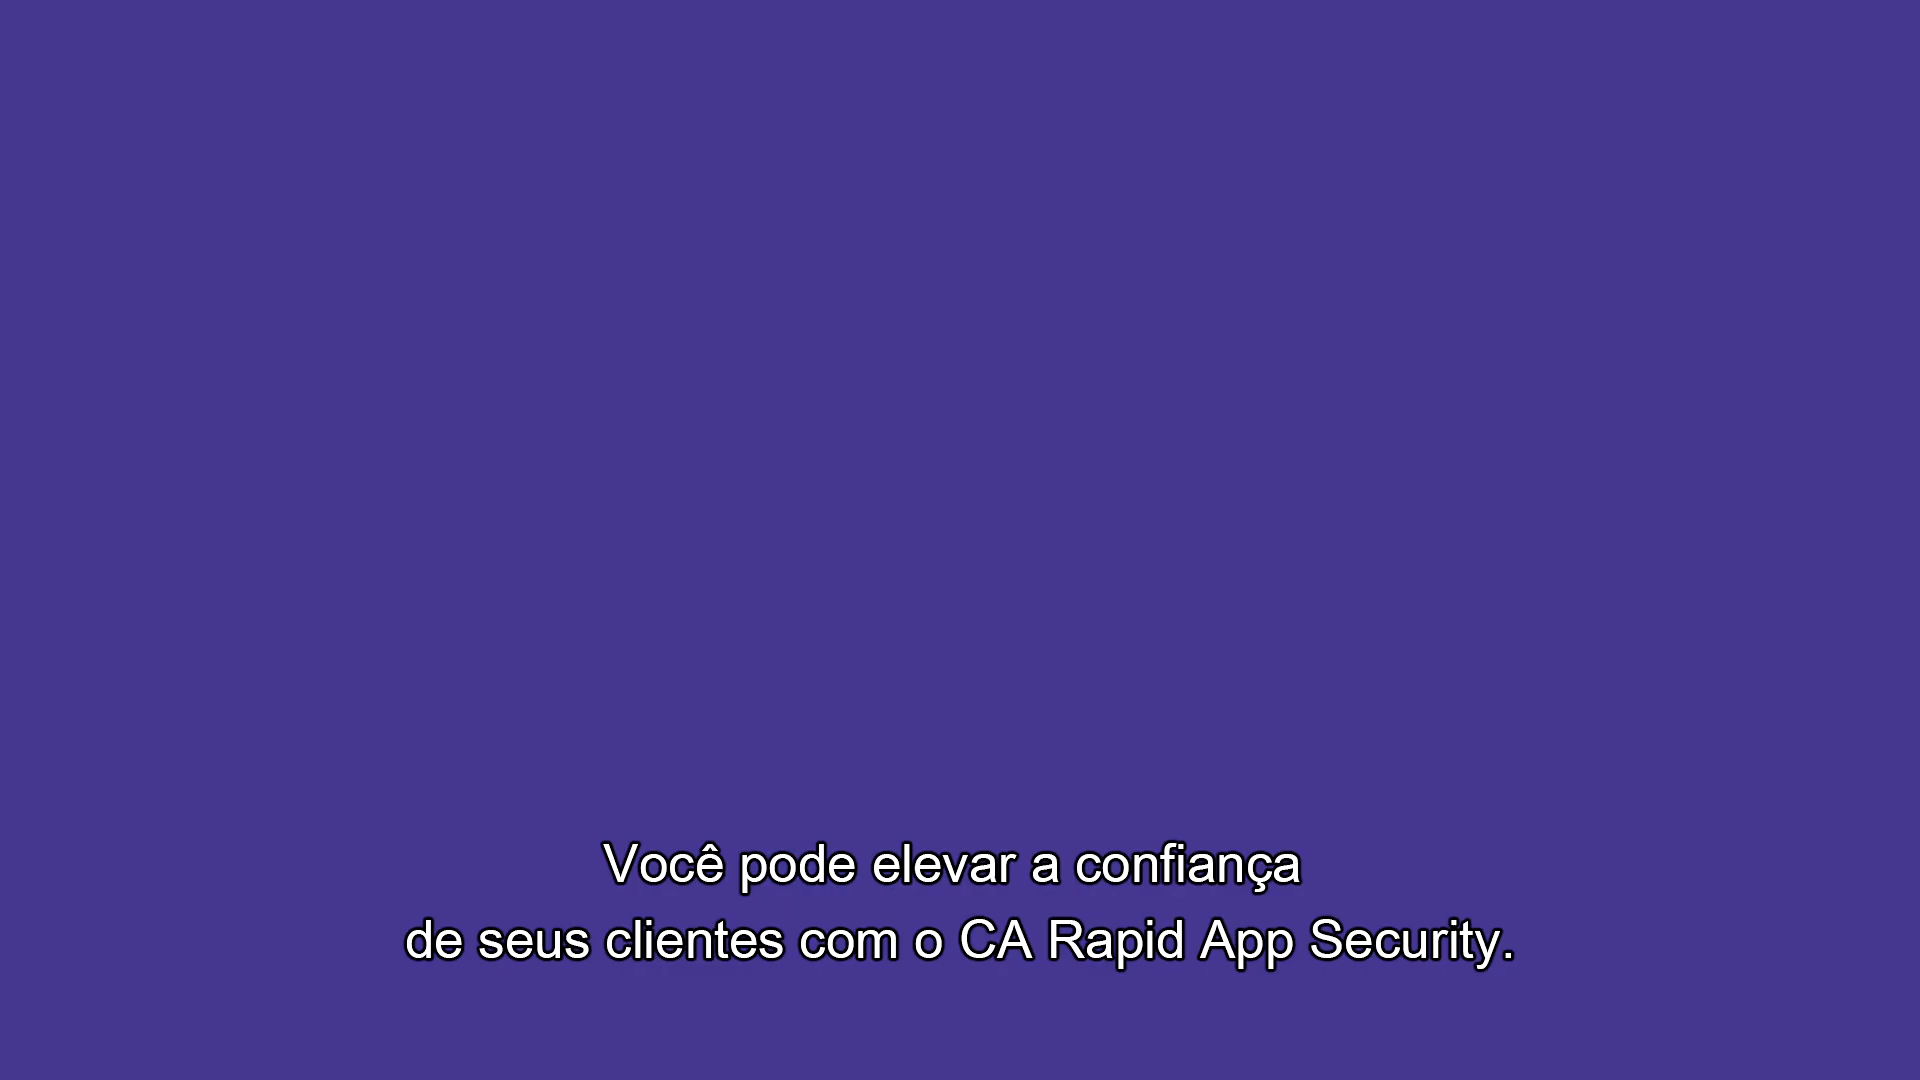 Você pode elevar a confiança
de seus clientes com o CA Rapid App Security.